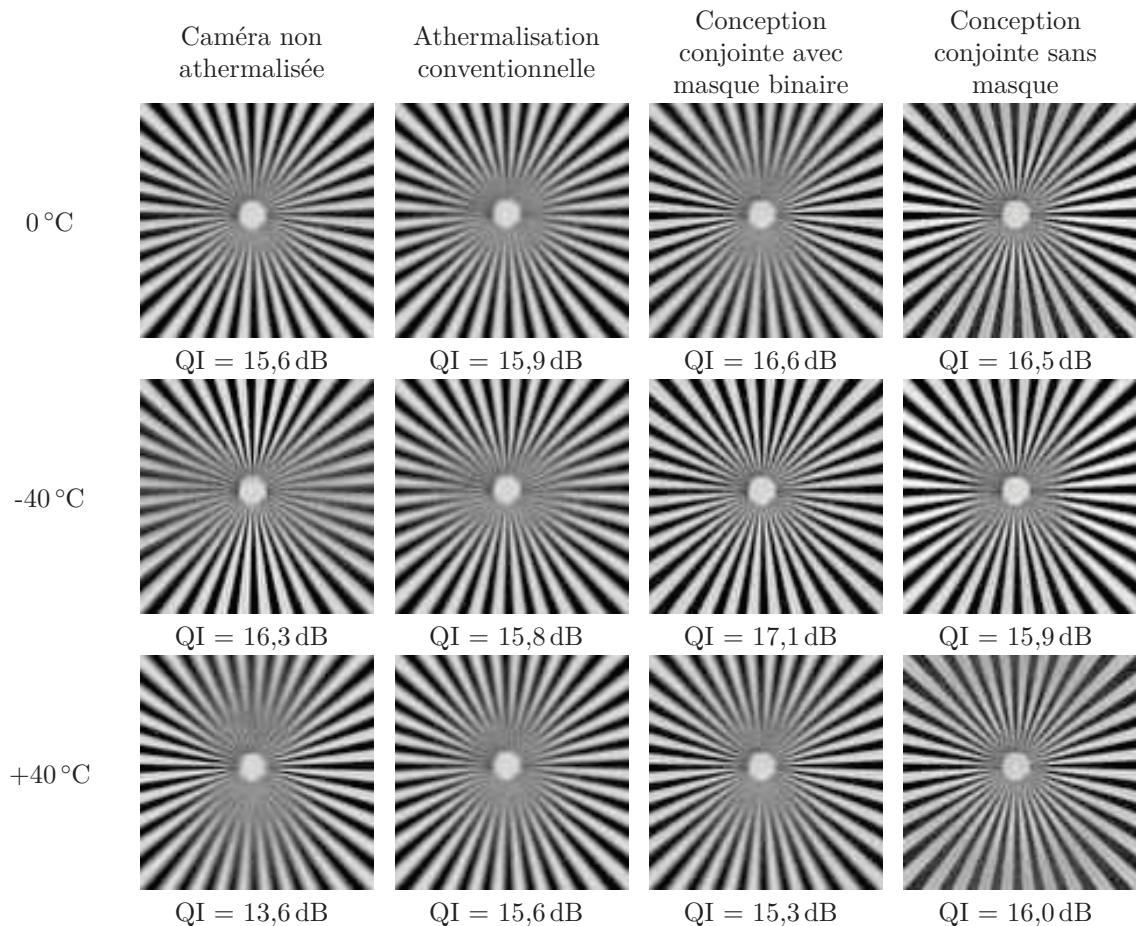 Caméra non
athermalisée
Athermalisation
conventionnelle
Conception
conjointe avec
masque binaire
Conception
conjointe sans
masque
0 °C
QI = 15,6 dB
QI = 15,9 dB
QI = 16,6 dB
QI = 16,5 dB
-40 °C
QI = 16,3 dB
QI = 15,8 dB
QI = 17,1 dB
QI = 15,9 dB
+40 °C
QI = 13,6 dB
QI = 15,6 dB
QI = 15,3 dB
QI = 16,0 dB